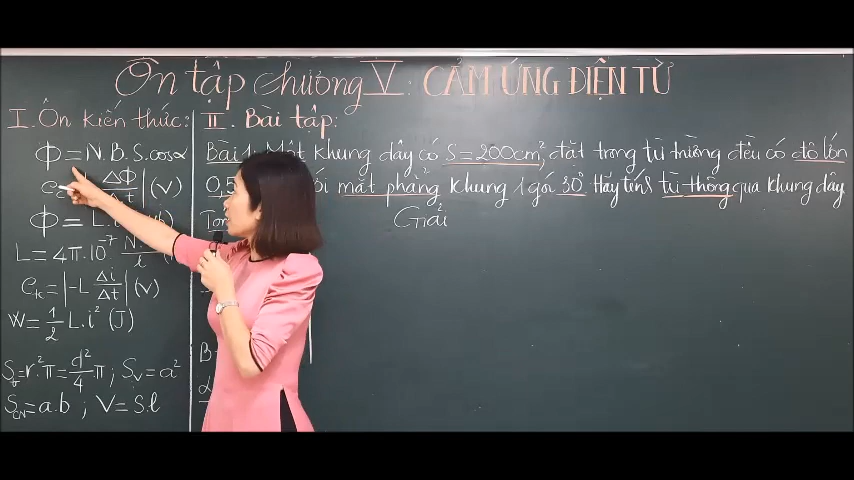 Ôn tập chương V: CẢM ỨNG ĐIỆN TỪ
I. Ôn kiến thức:
Φ = N.B.S.cosα
ΔΦ | (V)
Φ = L.i
L = 4π.10⁻⁷ N
e_tc = |-L Δi/Δt| (V)
W = 1/2 L.i² (J)
S = r².π = d²/4 .π ; S_V = a²
S_CN = a.b ; V = S.l
II. Bài tập:
Bài 1: Một khung dây có S = 200cm², đặt trong từ trường đều có độ lớn
0,5 mặt phẳng khung 1 góc 30° Hãy tính từ thông qua khung dây
Giải
B
α